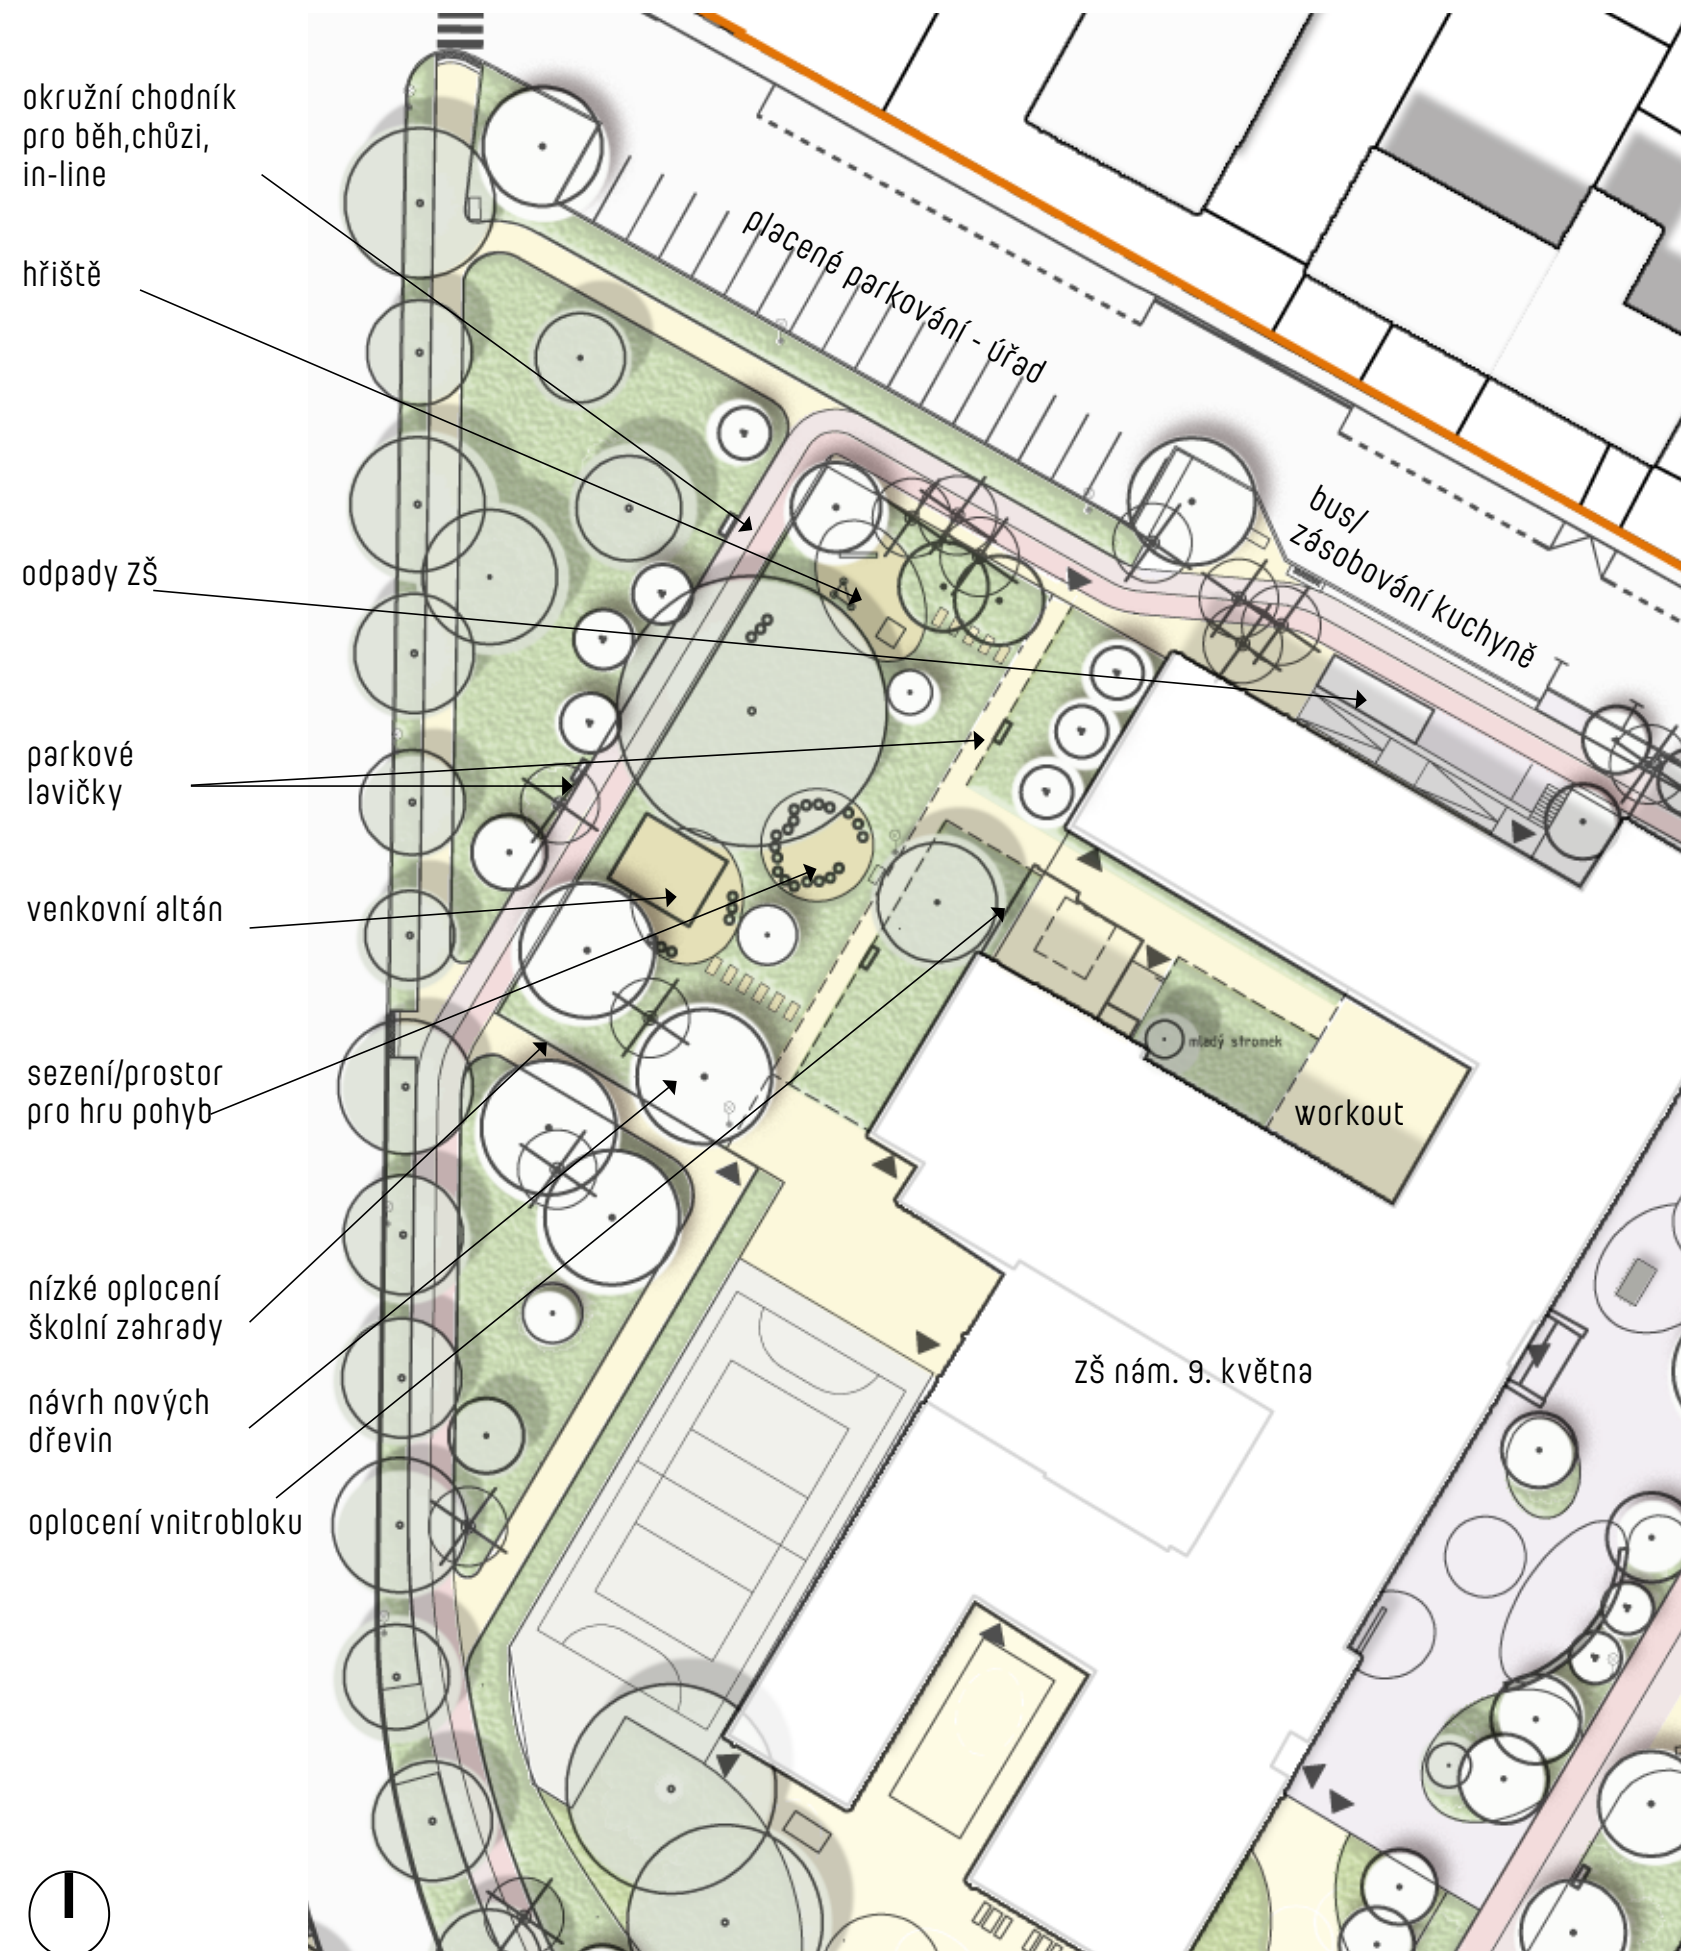 okružní chodník
pro běh,chůzi,
in-line
hřiště
placené parkování - úřad
bus/
zásobování kuchyně
odpady ZŠ
parkové
lavičky
venkovní altán
mladý stromek
sezení/prostor
pro hru pohyb
workout
nízké oplocení
školní zahrady
ZŠ nám. 9. května
návrh nových
dřevin
oplocení vnitrobloku